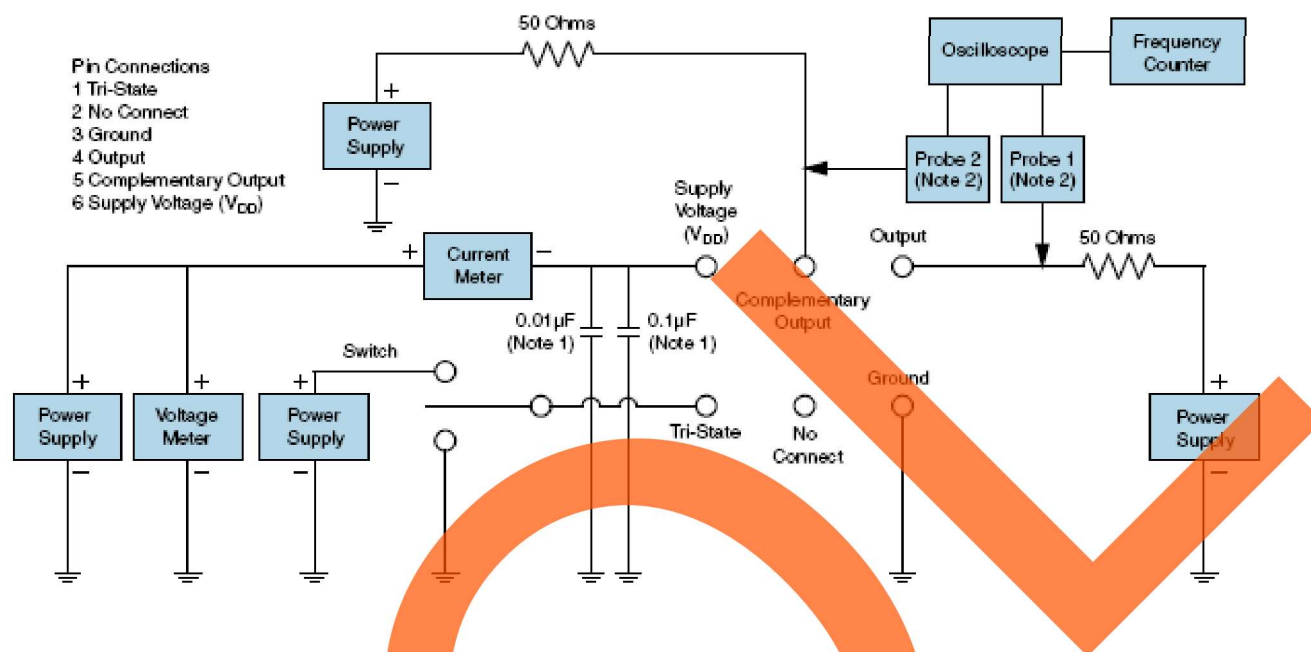 50 Ohms
Oscilloscope
Frequency
Counter
Pin Connections
1 Tri-State
2 No Connect
3 Ground
4 Output
5 Complementary Output
6 Supply Voltage (VDD)
+
Power
Supply
−
Probe 2
(Note 2)
Probe 1
(Note 2)
Supply
Voltage
(VDD)
Output
50 Ohms
+
Current
Meter
−
Complementary
Output
0.01µF
(Note 1)
0.1µF
(Note 1)
Switch
Ground
+
Power
Supply
−
+
Voltage
Meter
−
+
Power
Supply
−
Tri-State
No
Connect
+
Power
Supply
−